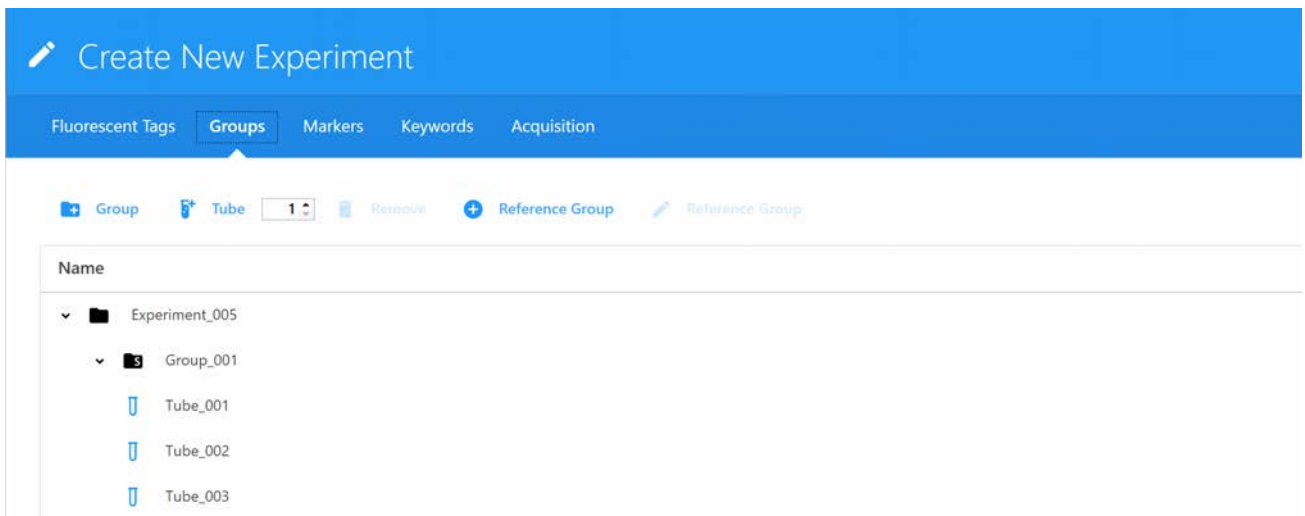 Create New Experiment
Fluorescent Tags Groups Markers Keywords Acquisition
Group Tube 1 Remove Reference Group Reference Group
Name
Experiment_005
S Group_001
Tube_001
Tube_002
Tube_003